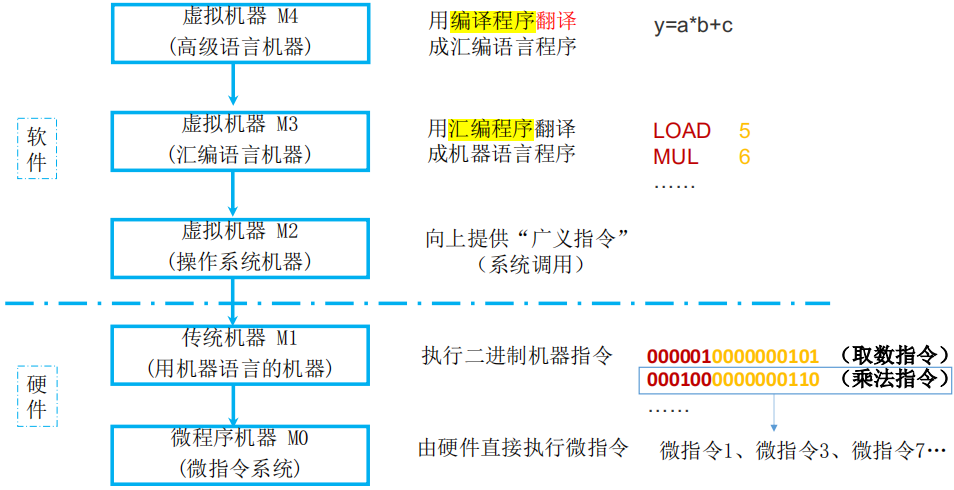 虚拟机器 M4
(高级语言机器)
用编译程序翻译
成汇编语言程序
y=a*b+c
软件
虚拟机器 M3
(汇编语言机器)
用汇编程序翻译
成机器语言程序
LOAD 5
MUL 6
……
虚拟机器 M2
(操作系统机器)
向上提供“广义指令”
（系统调用）
传统机器 M1
(用机器语言的机器)
执行二进制机器指令
0000010000000101 （取数指令）
0001000000000110 （乘法指令）
……
硬件
微程序机器 M0
(微指令系统)
由硬件直接执行微指令
微指令1、微指令3、微指令7…